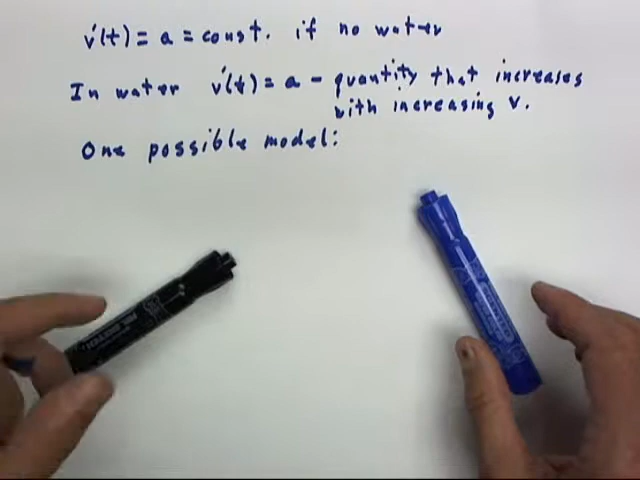 v'(t) = a = const. if no water
In water v'(t) = a - quantity that increases
with increasing v.
One possible model: